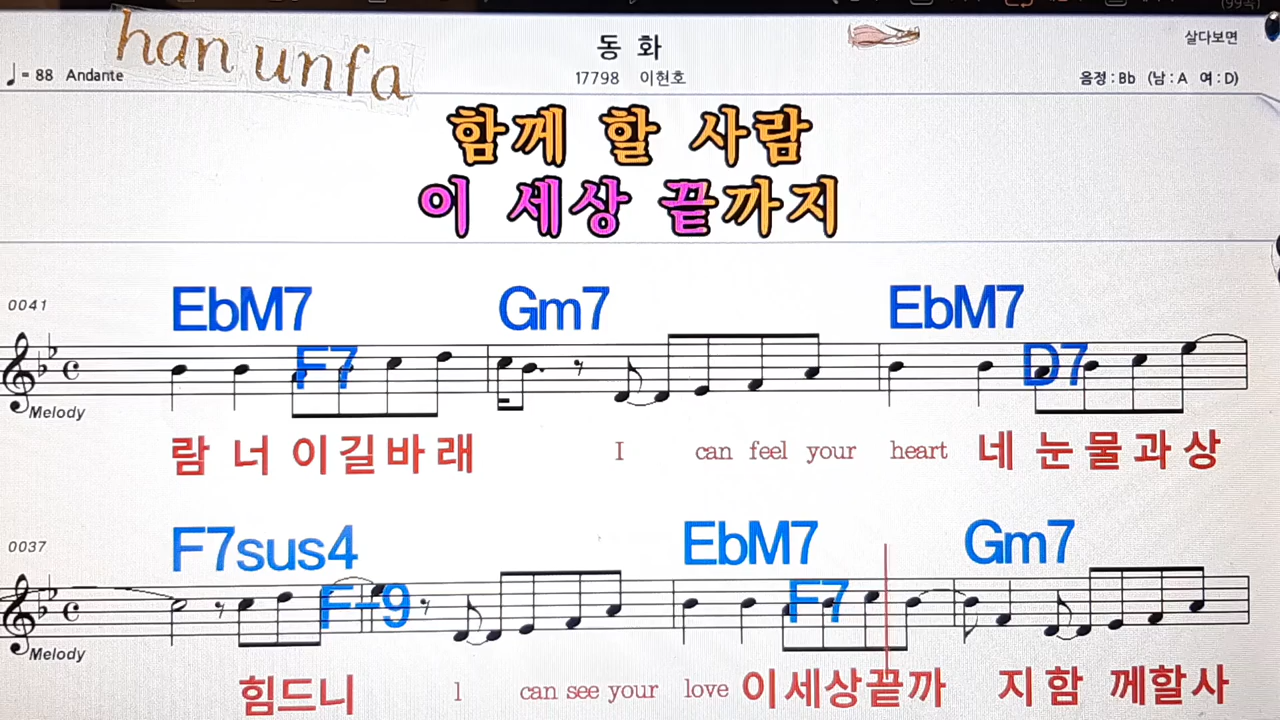 (99곡)
han unfa
동 화
살다보면
♩= 88 Andante
17798 이현호
음정 : Bb (남 : A 여 : D)
함께 할 사람
이 세상 끝까지
0041
EbM7 Gm7 EbM7
F7 D7
Melody
람 너 이길바 래 I can feel your heart 네 눈물과상
0037
F7sus4 EbM7 Gm7
F-9 F7
Melody
힘드니 I can see your love 이세상끝까 지 함 께할사